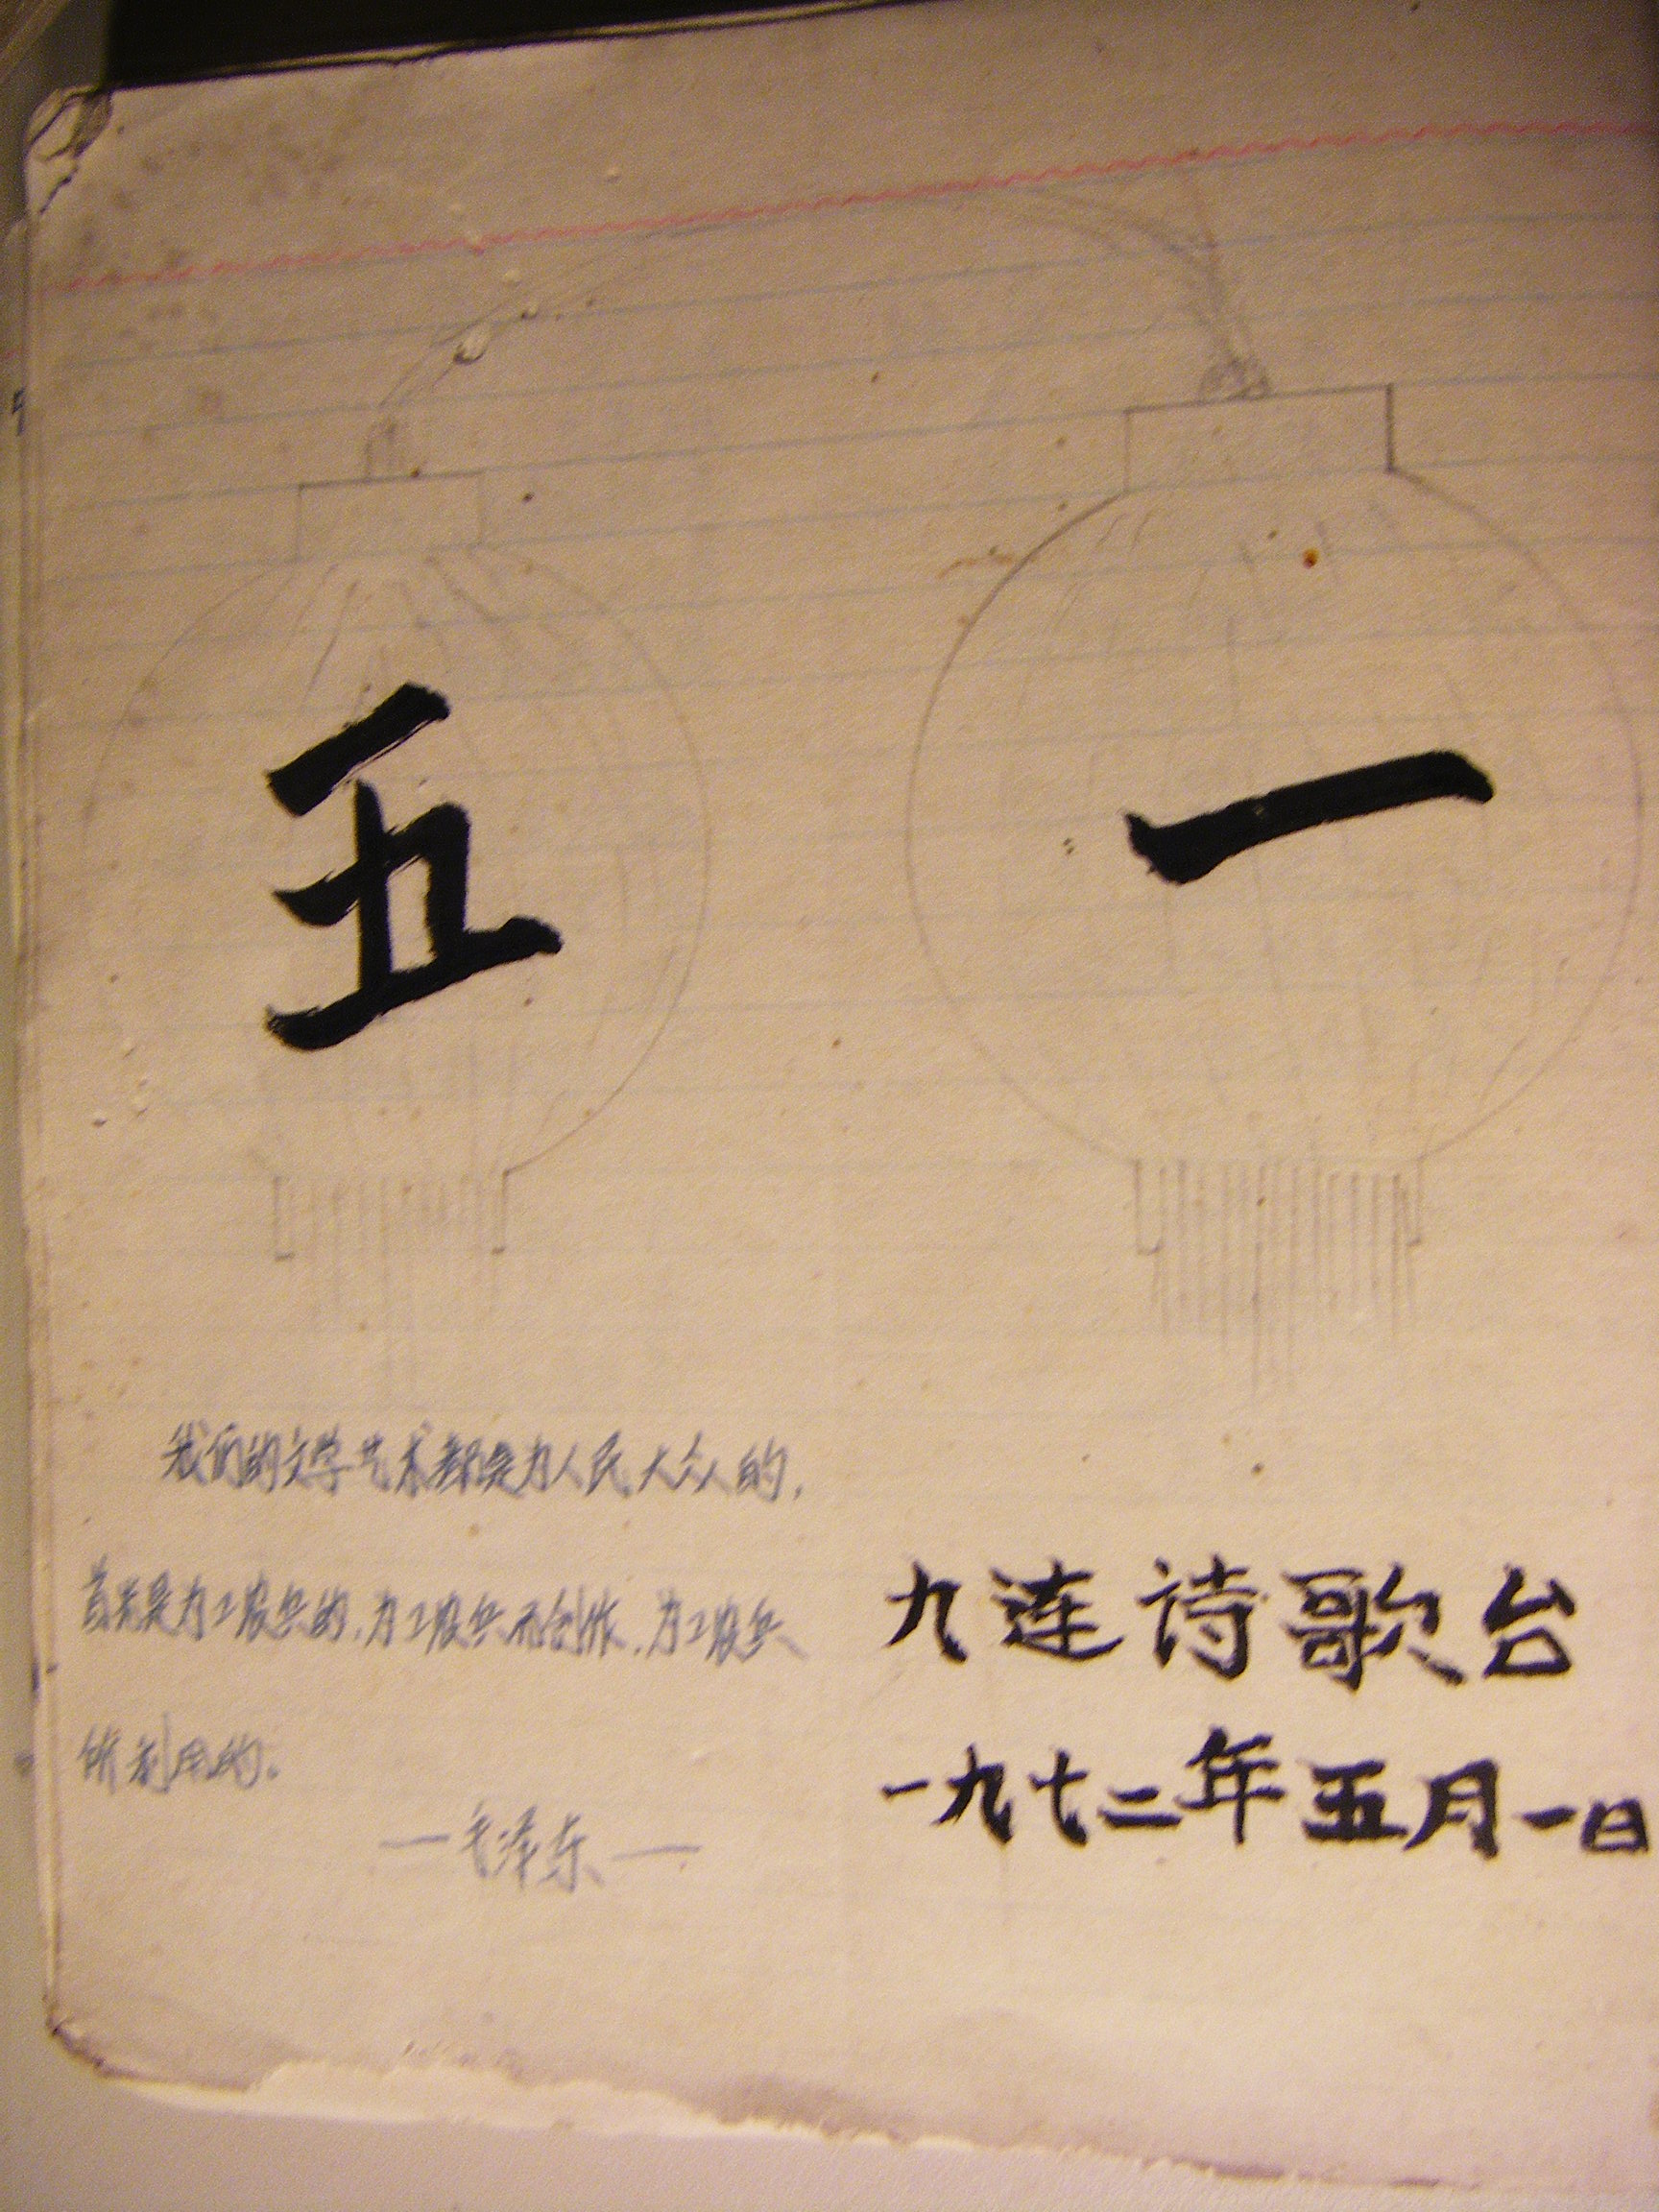 五 一
我们的文学艺术都是为人民大众的，
首先是为工农兵的，为工农兵而创作，为工农兵
所利用的。
—毛泽东—
九连诗歌台
一九七二年五月一日